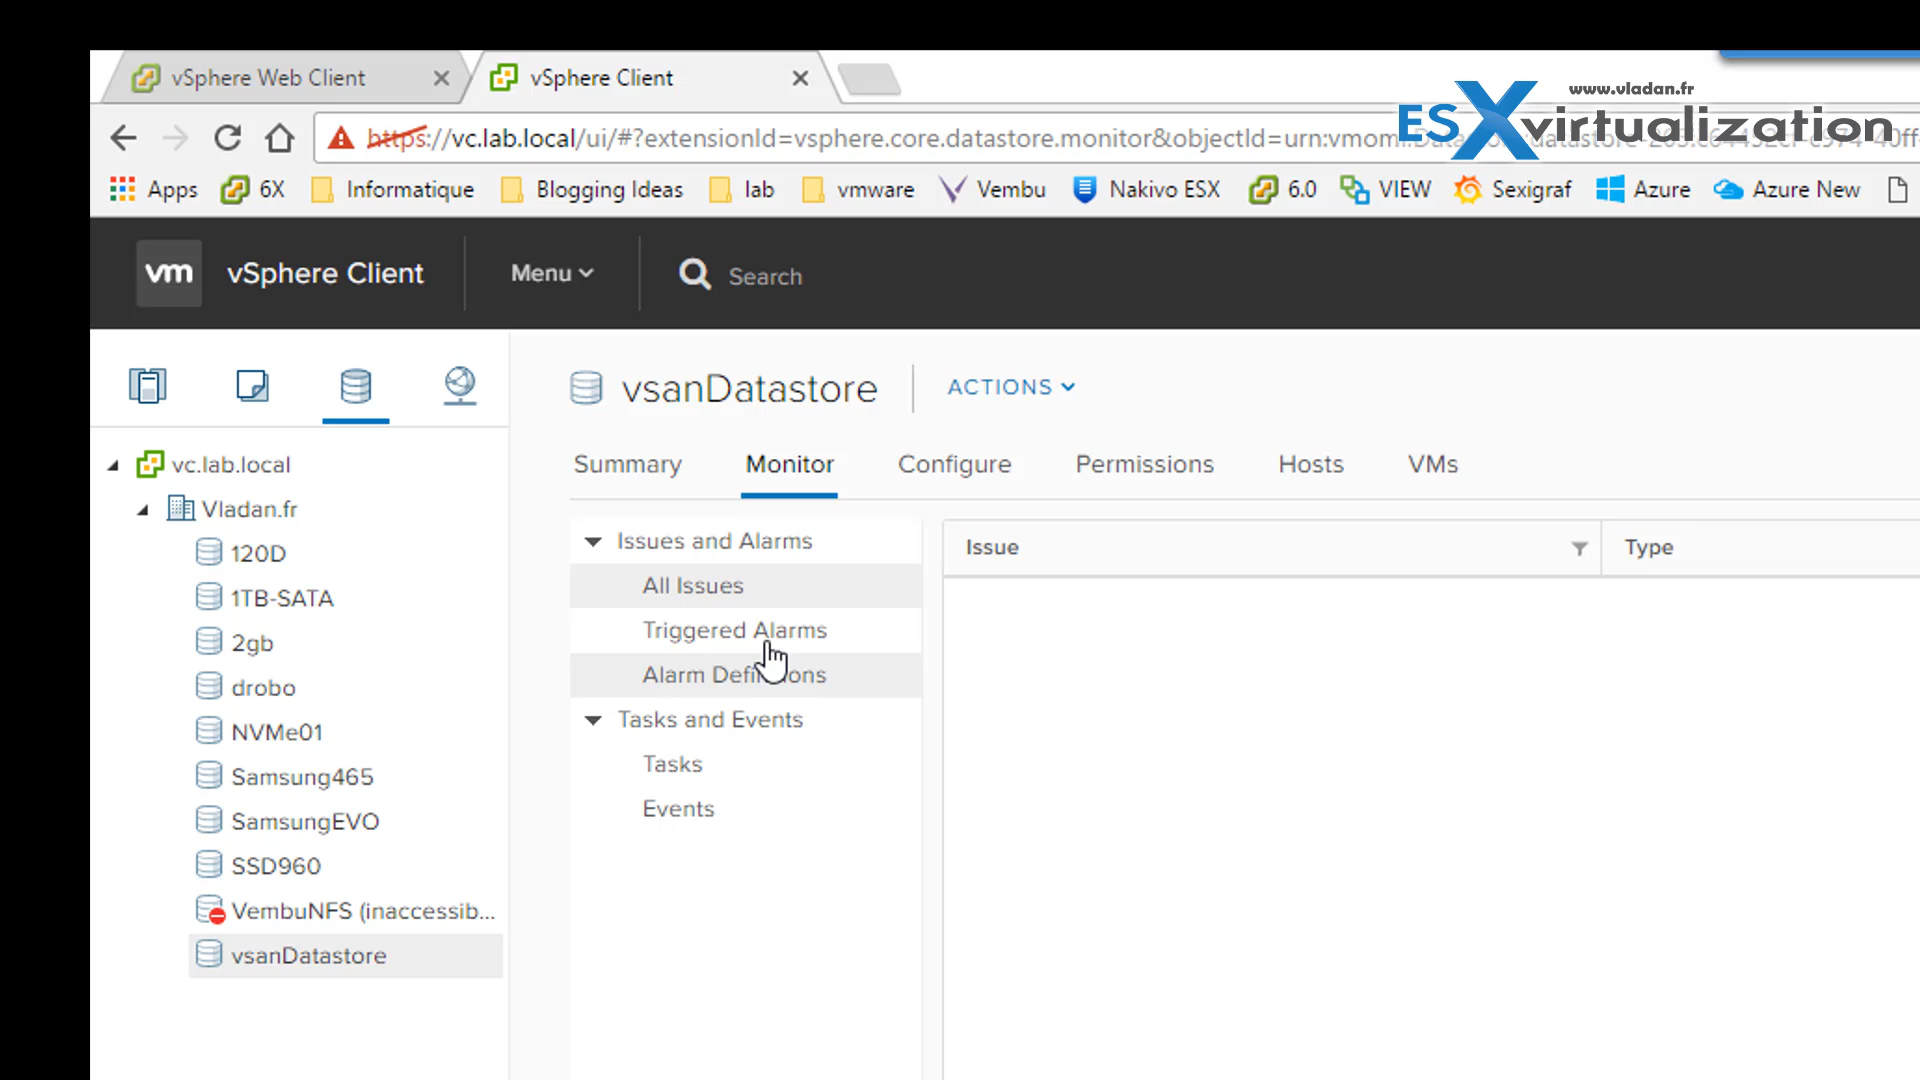 vSphere Web Client
vSphere Client
www.vladan.fr
ESXvirtualization
https://vc.lab.local/ui/#?extensionId=vsphere.core.datastore.monitor&objectId=urn:vmomi:
Apps 6X Informatique Blogging Ideas lab vmware Vembu Nakivo ESX 6.0 VIEW Sexigraf Azure Azure New
vm vSphere Client Menu Search
vsanDatastore ACTIONS
Summary Monitor Configure Permissions Hosts VMs
vc.lab.local
Vladan.fr
120D
1TB-SATA
2gb
drobo
NVMe01
Samsung465
SamsungEVO
SSD960
VembuNFS (inaccessib...
vsanDatastore
Issues and Alarms
All Issues
Triggered Alarms
Alarm Definitions
Tasks and Events
Tasks
Events
Issue Type